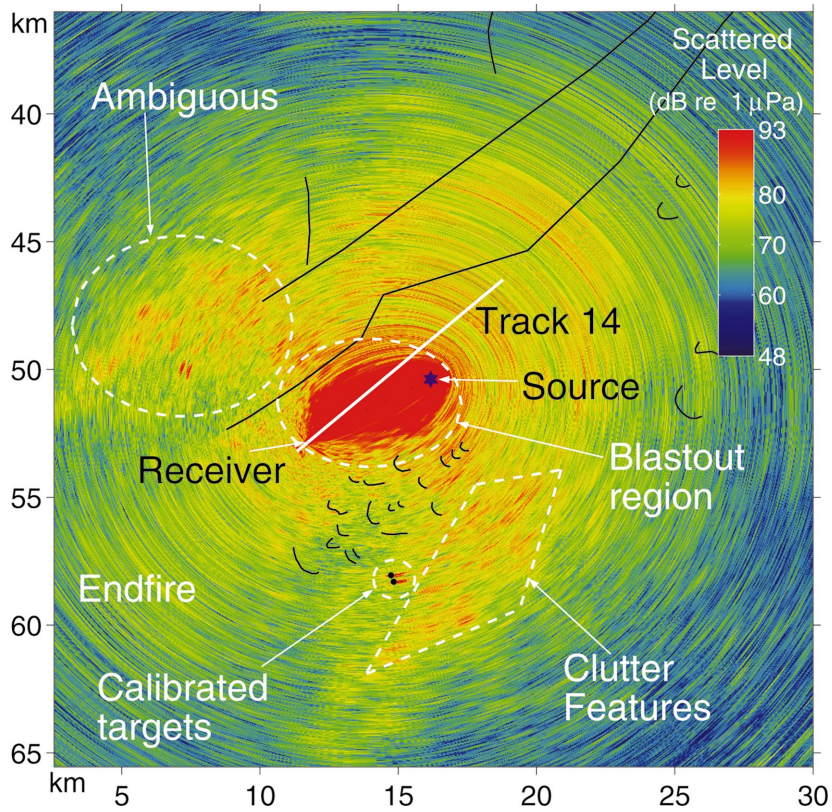 km
Scattered
Level
(dB re 1 μPa)
Ambiguous
93
80
70
60
48
40
45
50
55
60
65
Track 14
Source
Receiver
Blastout
region
Endfire
Calibrated
targets
Clutter
Features
km
5
10
15
20
25
30